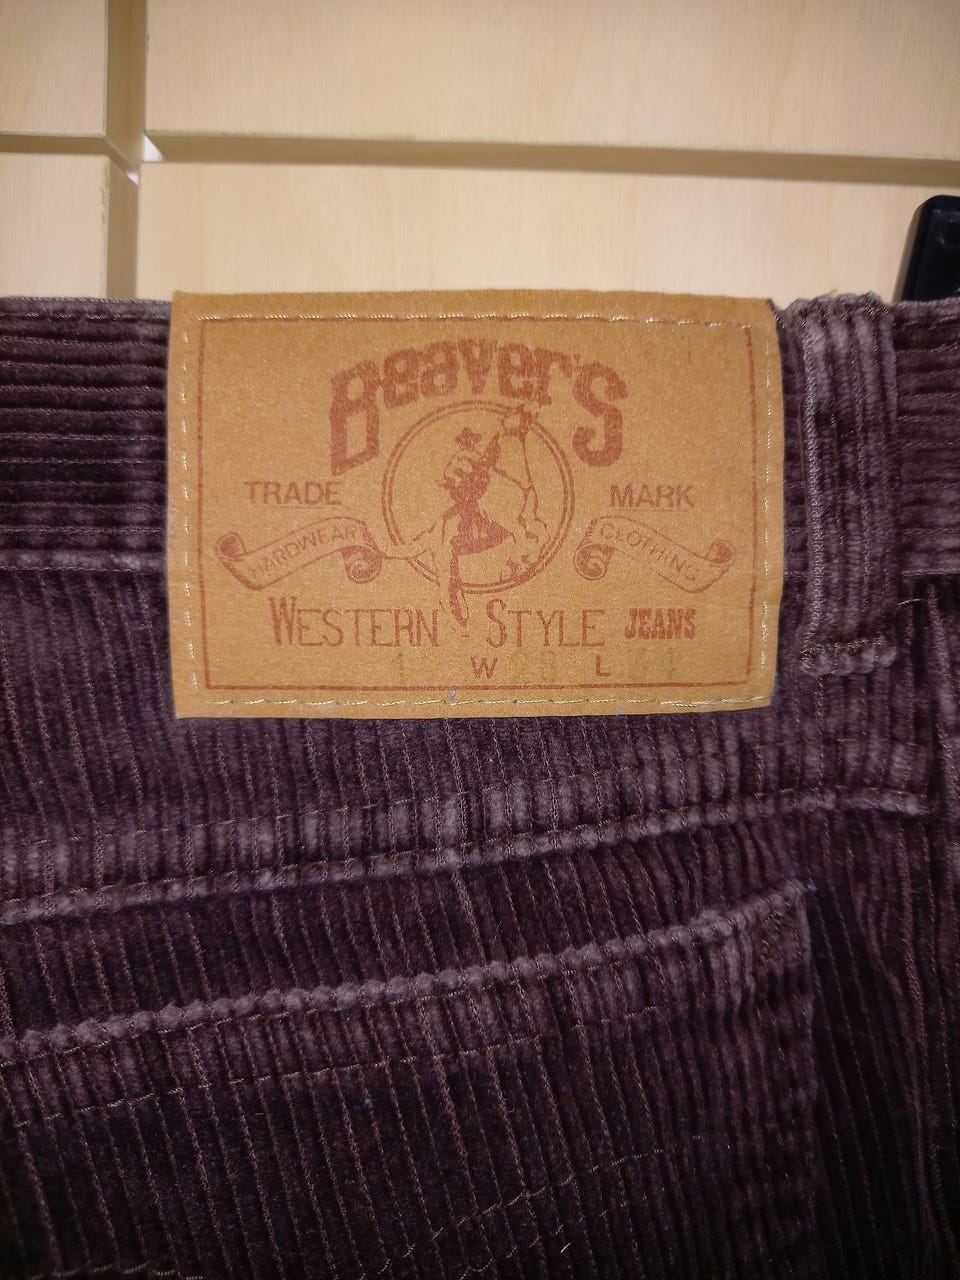 Beaver's
TRADE MARK
HARDWEAR CLOTHING
WESTERN - STYLE JEANS
W L